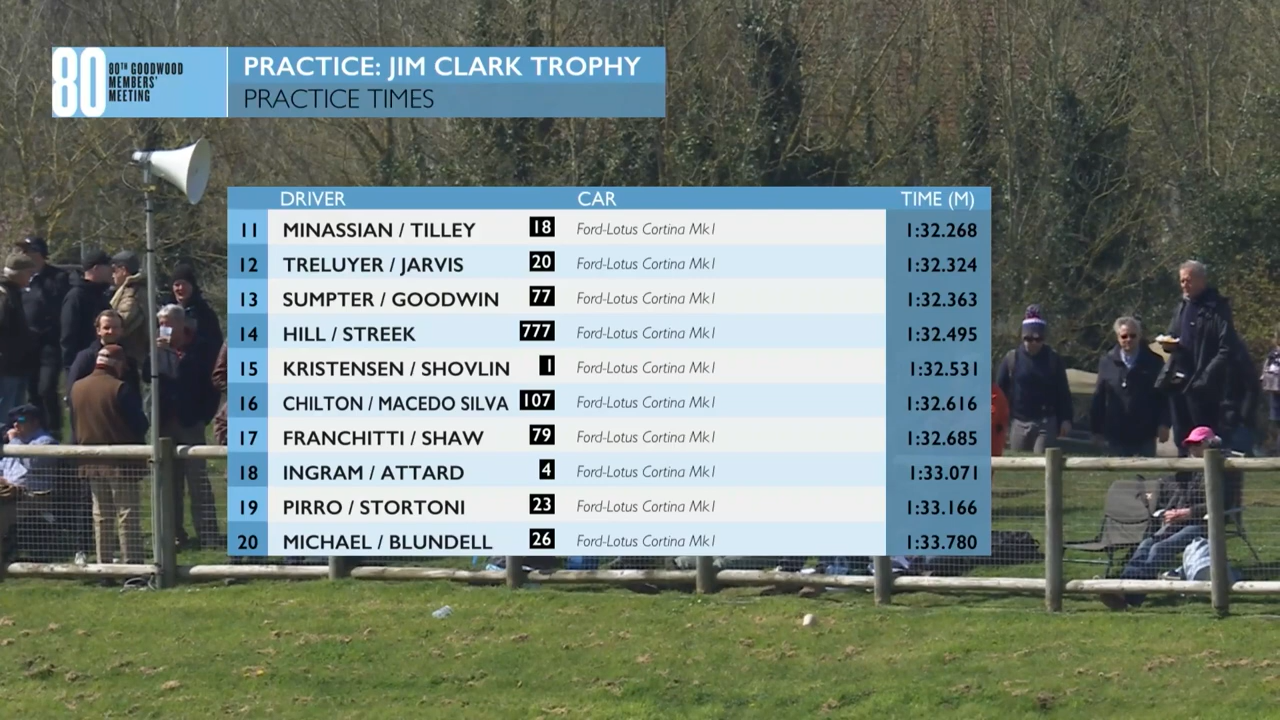 80 80TH GOODWOOD
MEMBERS'
MEETING
PRACTICE: JIM CLARK TROPHY
PRACTICE TIMES
DRIVER CAR TIME (M)
11 MINASSIAN / TILLEY 18 Ford-Lotus Cortina Mk1 1:32.268
12 TRELUYER / JARVIS 20 Ford-Lotus Cortina Mk1 1:32.324
13 SUMPTER / GOODWIN 77 Ford-Lotus Cortina Mk1 1:32.363
14 HILL / STREEK 777 Ford-Lotus Cortina Mk1 1:32.495
15 KRISTENSEN / SHOVLIN 1 Ford-Lotus Cortina Mk1 1:32.531
16 CHILTON / MACEDO SILVA 107 Ford-Lotus Cortina Mk1 1:32.616
17 FRANCHITTI / SHAW 79 Ford-Lotus Cortina Mk1 1:32.685
18 INGRAM / ATTARD 4 Ford-Lotus Cortina Mk1 1:33.071
19 PIRRO / STORTONI 23 Ford-Lotus Cortina Mk1 1:33.166
20 MICHAEL / BLUNDELL 26 Ford-Lotus Cortina Mk1 1:33.780